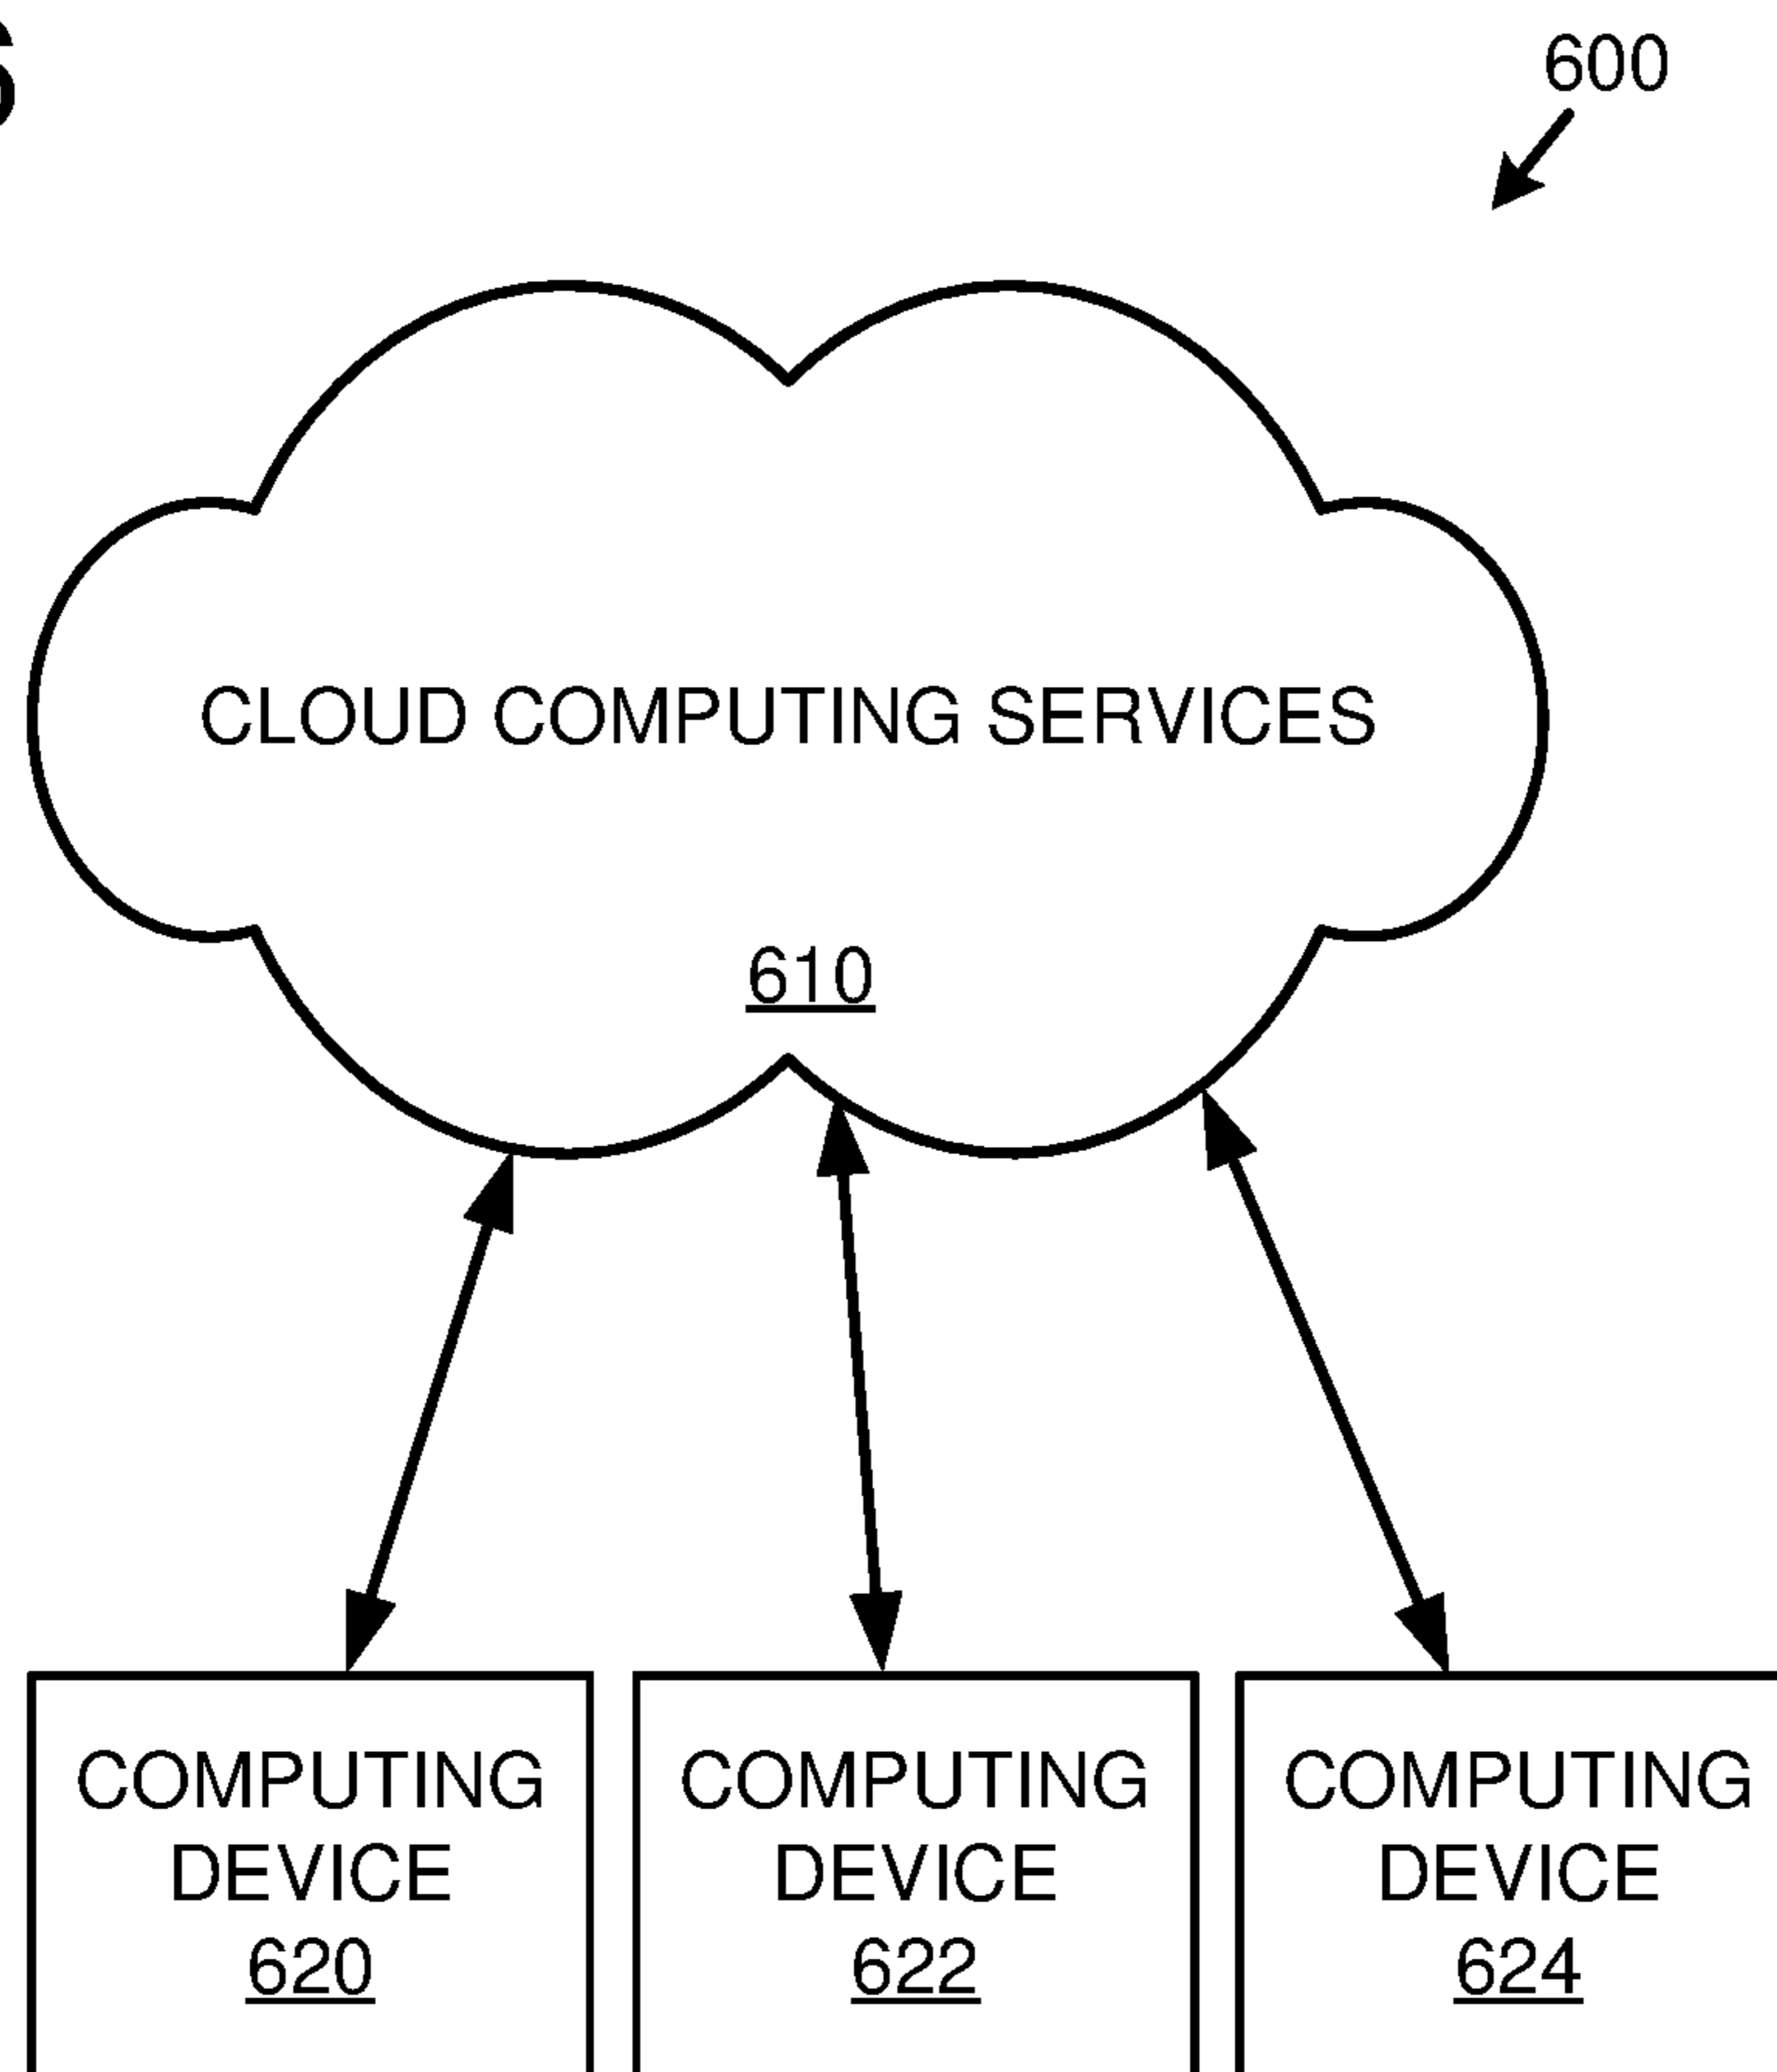 600
CLOUD COMPUTING SERVICES
610
COMPUTING
DEVICE
620
COMPUTING
DEVICE
622
COMPUTING
DEVICE
624